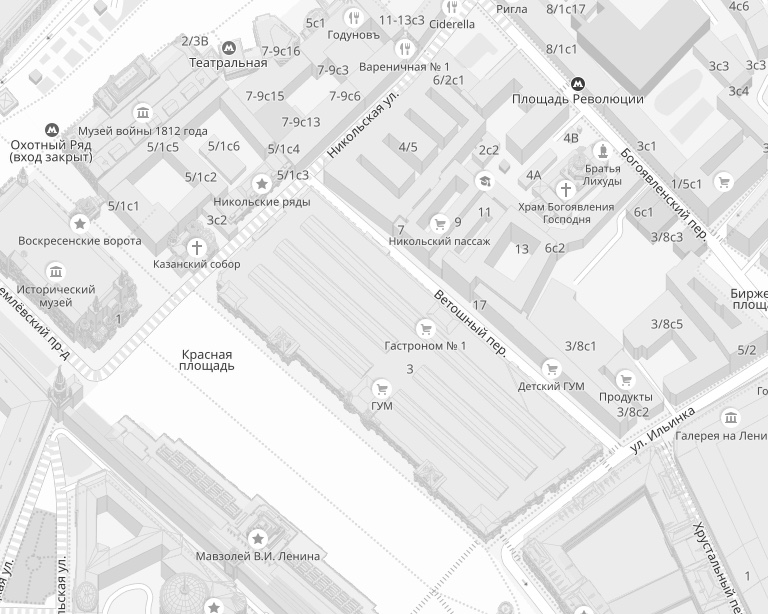 Ригла
8/1с17
4с6
5с1
11-13с3
Ciderella
Годуновъ
2/3В
8/1с1
7-9с16
Театральная
Вареничная № 1
3с3
3с3
7-9с3
6/2с1
3с4
7-9с15
7-9с6
Площадь Революции
Никольская ул.
7-9с13
Музей войны 1812 года
Охотный Ряд
(вход закрыт)
4В
5/1с5
5/1с6
5/1с4
4/5
2с2
3с1
Братья
Лихуды
5/1с2
5/1с3
4А
1/5с1
Богоявленский пер.
Никольские ряды
5/1с1
Храм Богоявления
Господня
3с2
9
11
6с1
7
Воскресенские ворота
Никольский пассаж
3/8с3
13
6с2
Казанский собор
Исторический
музей
Ветошный пер.
17
Бирже
площа
1
3/8с5
Гастроном № 1
3/8с1
5/2
Красная
площадь
3
Детский ГУМ
Продукты
ГУМ
3/8с2
ул. Ильинка
Галерея на Лени
Мавзолей В.И. Ленина
Хрустальный пе
1